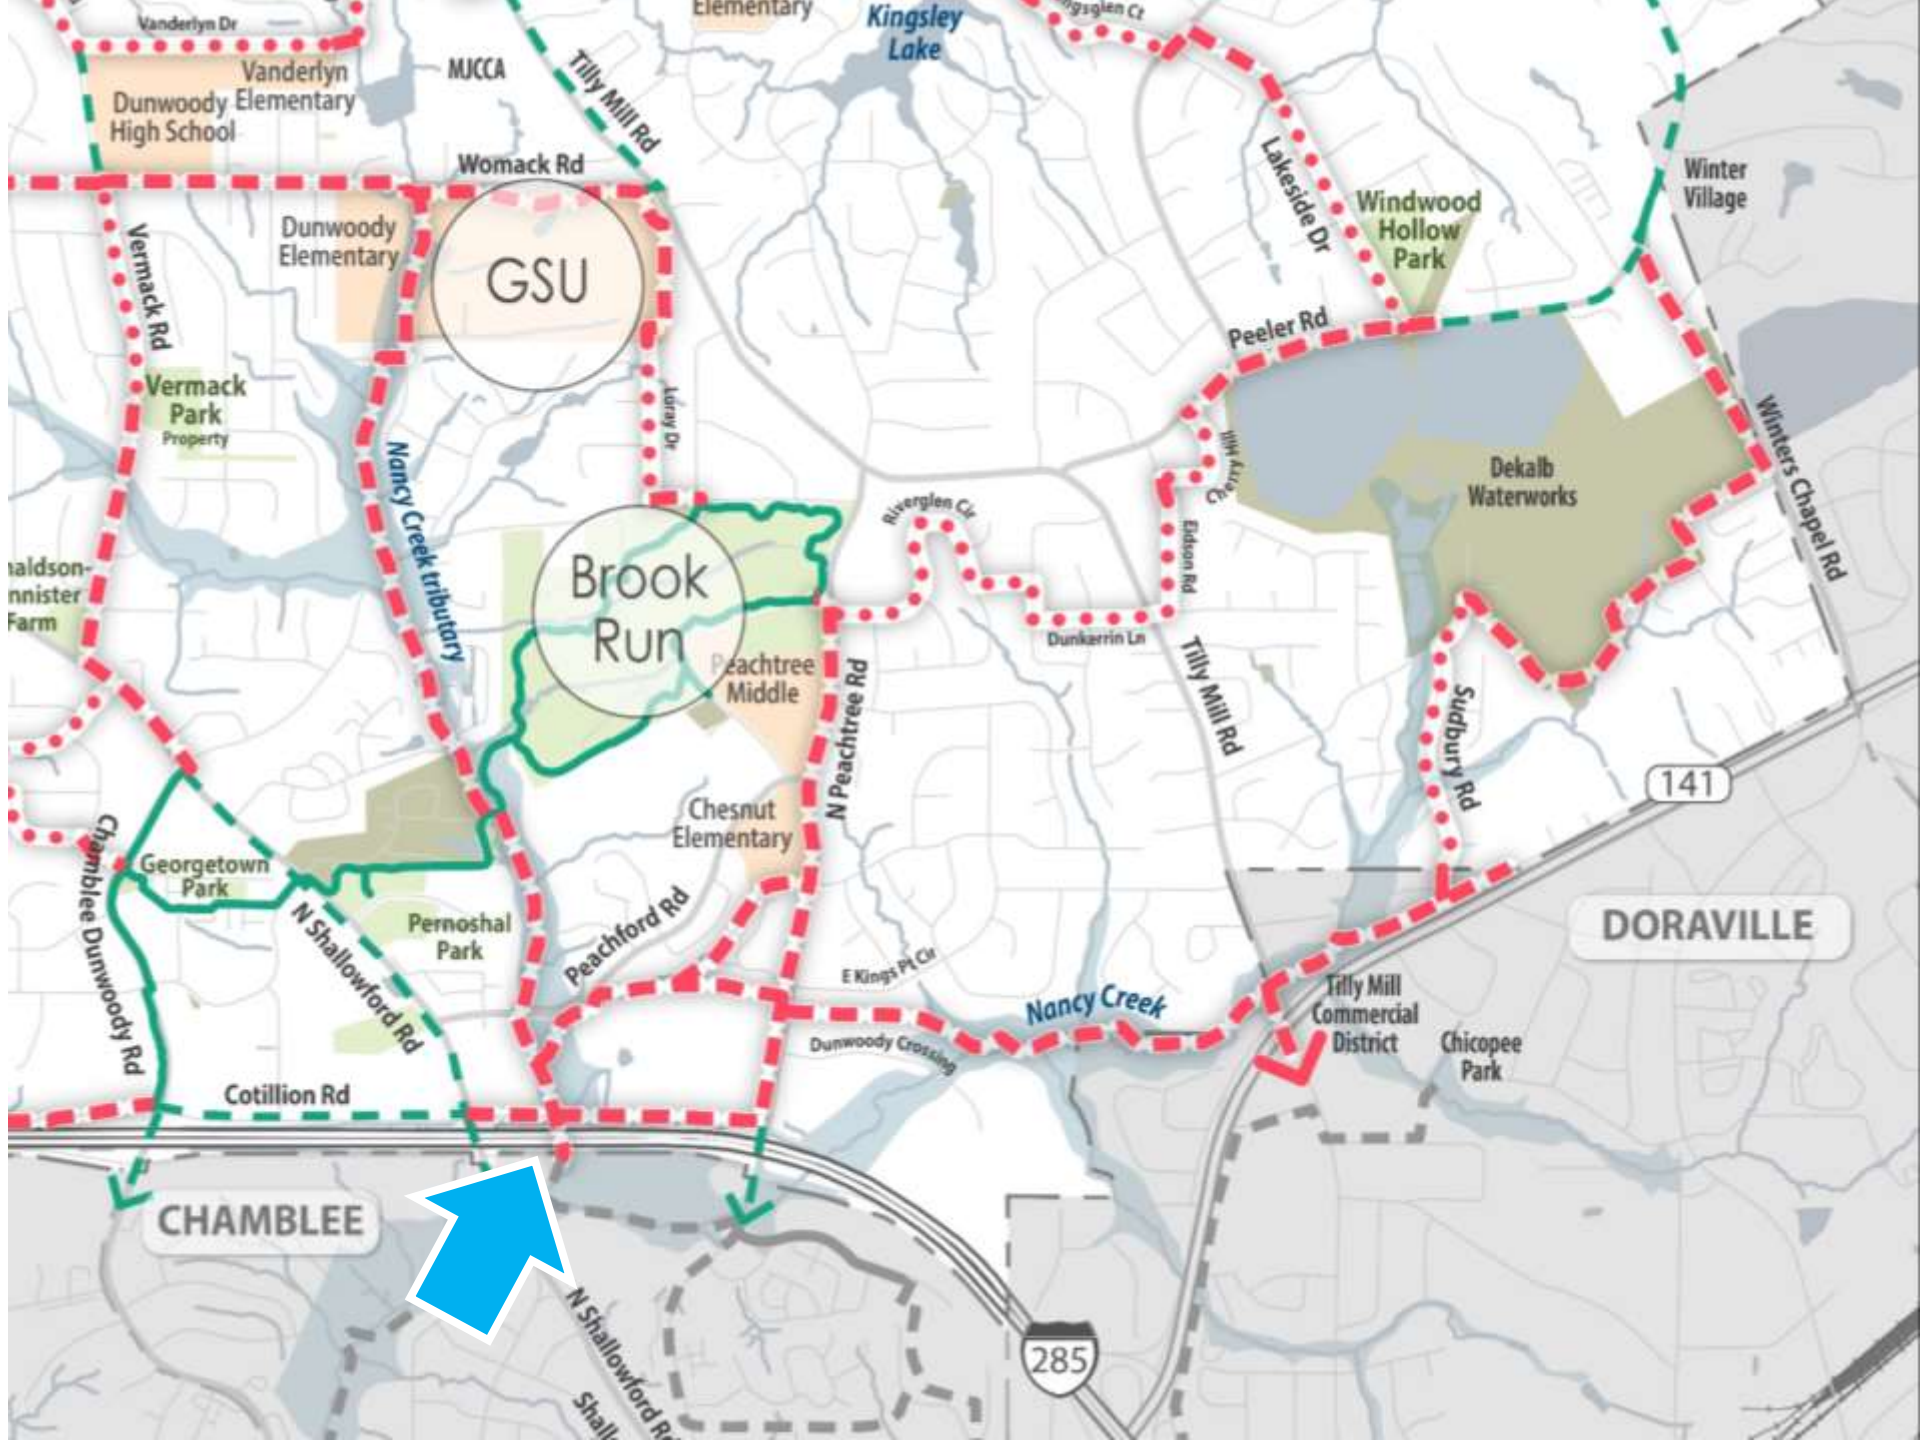 Vanderlyn Dr
Elementary
Kingsley
Lake
Vanderlyn
Elementary
Dunwoody
High School
MJCCA
Tilly Mill Rd
Womack Rd
Winter
Village
Lakeside Dr
Windwood
Hollow
Park
Dunwoody
Elementary
GSU
Vermack Rd
Peeler Rd
Vermack
Park
Property
Loray Dr
Winters Chapel Rd
Nancy Creek tributary
Cherry Hill
Dekalb
Waterworks
Riverglen Cir
Eidson Rd
Brook
Run
Farm
Dunkerrin Ln
Peachtree
Middle
N Peachtree Rd
Tilly Mill Rd
Sudbury Rd
141
Chesnut
Elementary
Chamblee Dunwoody Rd
Georgetown
Park
N Shallowford Rd
Pernoshal
Park
Peachford Rd
DORAVILLE
E Kings Pt Cir
Nancy Creek
Tilly Mill
Commercial
District
Dunwoody Crossing
Chicopee
Park
Cotillion Rd
CHAMBLEE
N Shallowford Rd
285